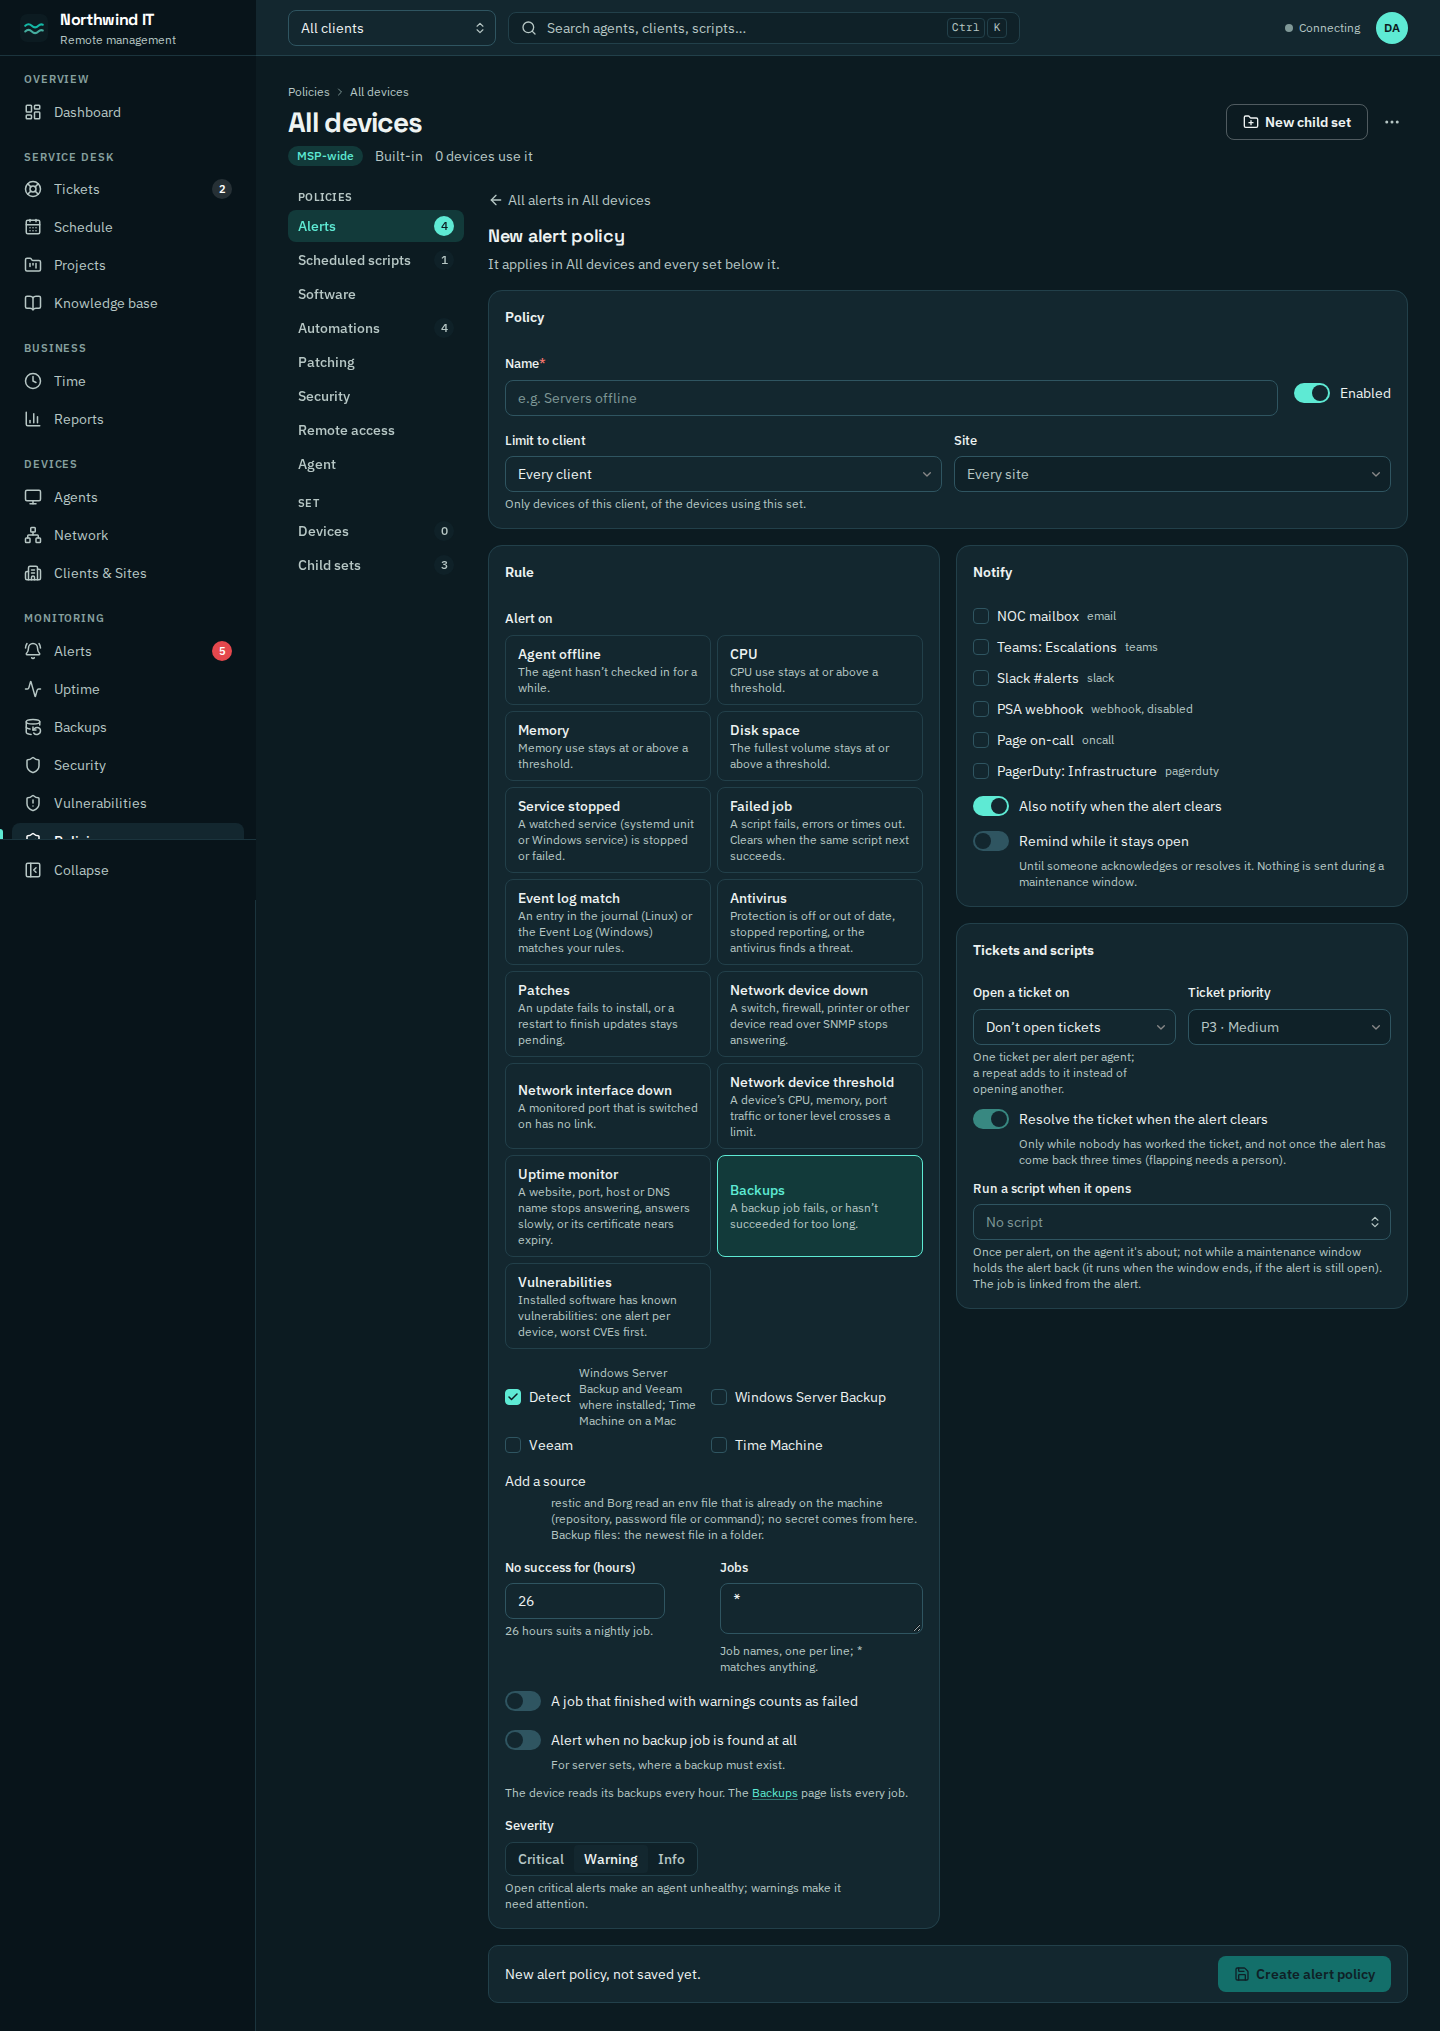 Northwind IT
Remote management
All clients
Search agents, clients, scripts...
Ctrl K
Connecting
DA
OVERVIEW
Dashboard
SERVICE DESK
Tickets 2
Schedule
Projects
Knowledge base
BUSINESS
Time
Reports
DEVICES
Agents
Network
Clients & Sites
MONITORING
Alerts 5
Uptime
Backups
Security
Vulnerabilities
Collapse
Policies > All devices
All devices
New child set
MSP-wide Built-in 0 devices use it
POLICIES
Alerts 4
Scheduled scripts 1
Software
Automations 4
Patching
Security
Remote access
Agent
SET
Devices 0
Child sets 3
All alerts in All devices
New alert policy
It applies in All devices and every set below it.
Policy
Name*
e.g. Servers offline
Enabled
Limit to client
Every client
Only devices of this client, of the devices using this set.
Site
Every site
Rule
Alert on
Agent offline
The agent hasn’t checked in for a
while.
CPU
CPU use stays at or above a
threshold.
Memory
Memory use stays at or above a
threshold.
Disk space
The fullest volume stays at or
above a threshold.
Service stopped
A watched service (systemd unit
or Windows service) is stopped
or failed.
Failed job
A script fails, errors or times out.
Clears when the same script next
succeeds.
Event log match
An entry in the journal (Linux) or
the Event Log (Windows)
matches your rules.
Antivirus
Protection is off or out of date,
stopped reporting, or the
antivirus finds a threat.
Patches
An update fails to install, or a
restart to finish updates stays
pending.
Network device down
A switch, firewall, printer or other
device read over SNMP stops
answering.
Network interface down
A monitored port that is switched
on has no link.
Network device threshold
A device’s CPU, memory, port
traffic or toner level crosses a
limit.
Uptime monitor
A website, port, host or DNS
name stops answering, answers
slowly, or its certificate nears
expiry.
Backups
A backup job fails, or hasn’t
succeeded for too long.
Vulnerabilities
Installed software has known
vulnerabilities: one alert per
device, worst CVEs first.
Detect
Windows Server
Backup and Veeam
where installed; Time
Machine on a Mac
Windows Server Backup
Veeam
Time Machine
Add a source
restic and Borg read an env file that is already on the machine
(repository, password file or command); no secret comes from here.
Backup files: the newest file in a folder.
No success for (hours)
26
26 hours suits a nightly job.
Jobs
*
Job names, one per line; *
matches anything.
A job that finished with warnings counts as failed
Alert when no backup job is found at all
For server sets, where a backup must exist.
The device reads its backups every hour. The Backups page lists every job.
Severity
Critical Warning Info
Open critical alerts make an agent unhealthy; warnings make it
need attention.
Notify
NOC mailbox email
Teams: Escalations teams
Slack #alerts slack
PSA webhook webhook, disabled
Page on-call oncall
PagerDuty: Infrastructure pagerduty
Also notify when the alert clears
Remind while it stays open
Until someone acknowledges or resolves it. Nothing is sent during a
maintenance window.
Tickets and scripts
Open a ticket on
Don’t open tickets
One ticket per alert per agent;
a repeat adds to it instead of
opening another.
Ticket priority
P3 · Medium
Resolve the ticket when the alert clears
Only while nobody has worked the ticket, and not once the alert has
come back three times (flapping needs a person).
Run a script when it opens
No script
Once per alert, on the agent it's about; not while a maintenance window
holds the alert back (it runs when the window ends, if the alert is still open).
The job is linked from the alert.
New alert policy, not saved yet.
Create alert policy